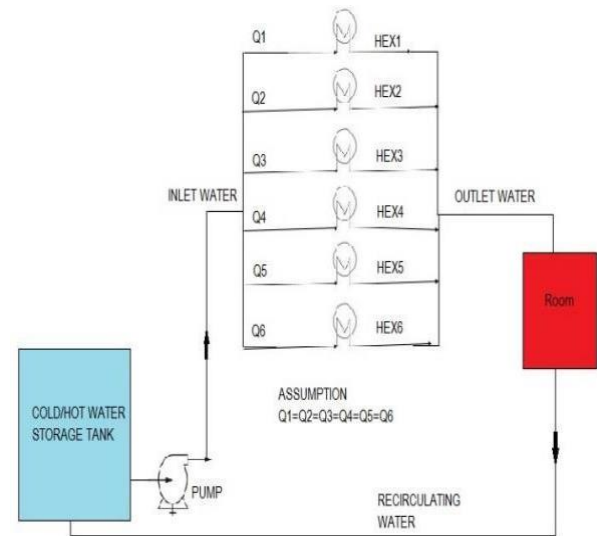 Q1
HEX1
Q2
HEX2
Q3
HEX3
INLET WATER
OUTLET WATER
Q4
HEX4
Q5
HEX5
Room
Q6
HEX6
COLD/HOT WATER
STORAGE TANK
ASSUMPTION
Q1=Q2=Q3=Q4=Q5=Q6
PUMP
RECIRCULATING
WATER